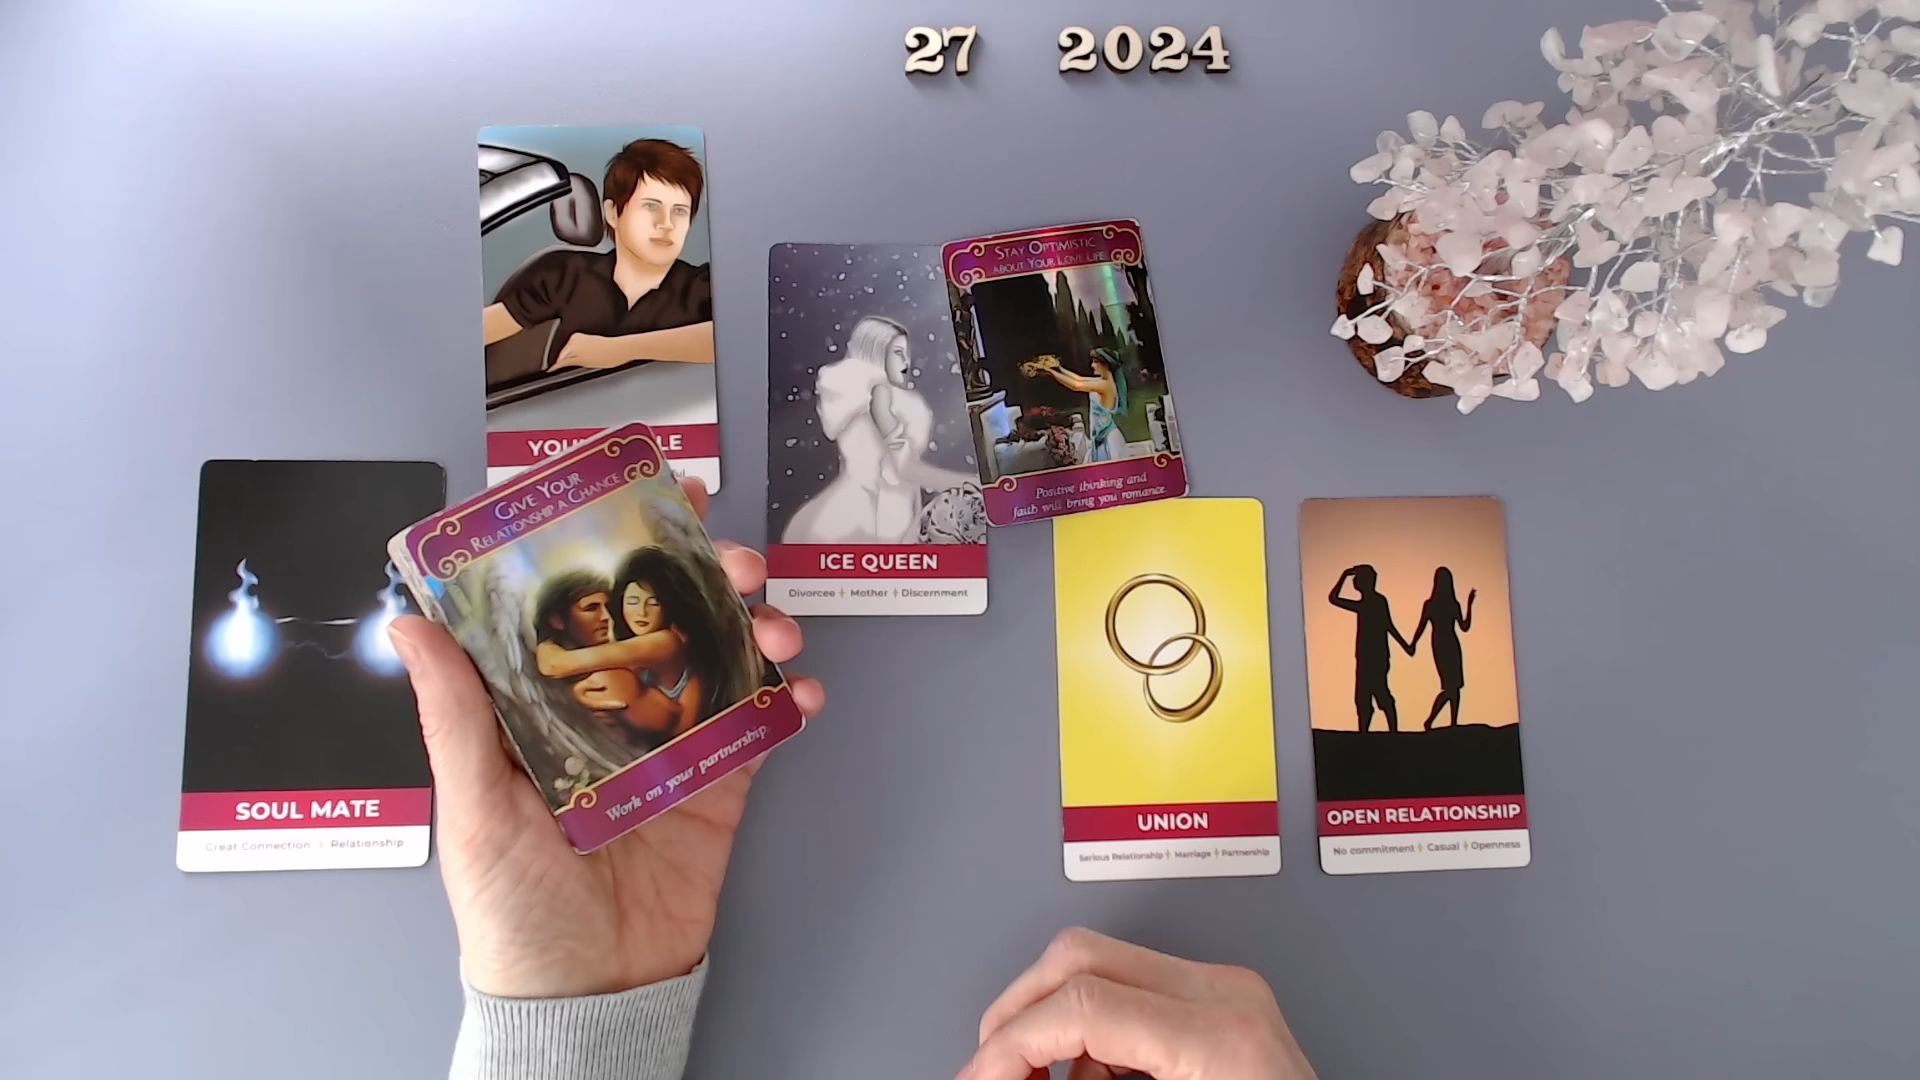 27 2024
STAY OPTIMISTIC
ABOUT YOUR LOVE LIFE
Positive thinking and
faith will bring you romance.
GIVE YOUR
RELATIONSHIP A CHANCE
Work on your partnership.
ICE QUEEN
Divorcee Mother Discernment
SOUL MATE
Great Connection Relationship
UNION
Serious Relationship Marriage Partnership
OPEN RELATIONSHIP
No commitment Casual Openness